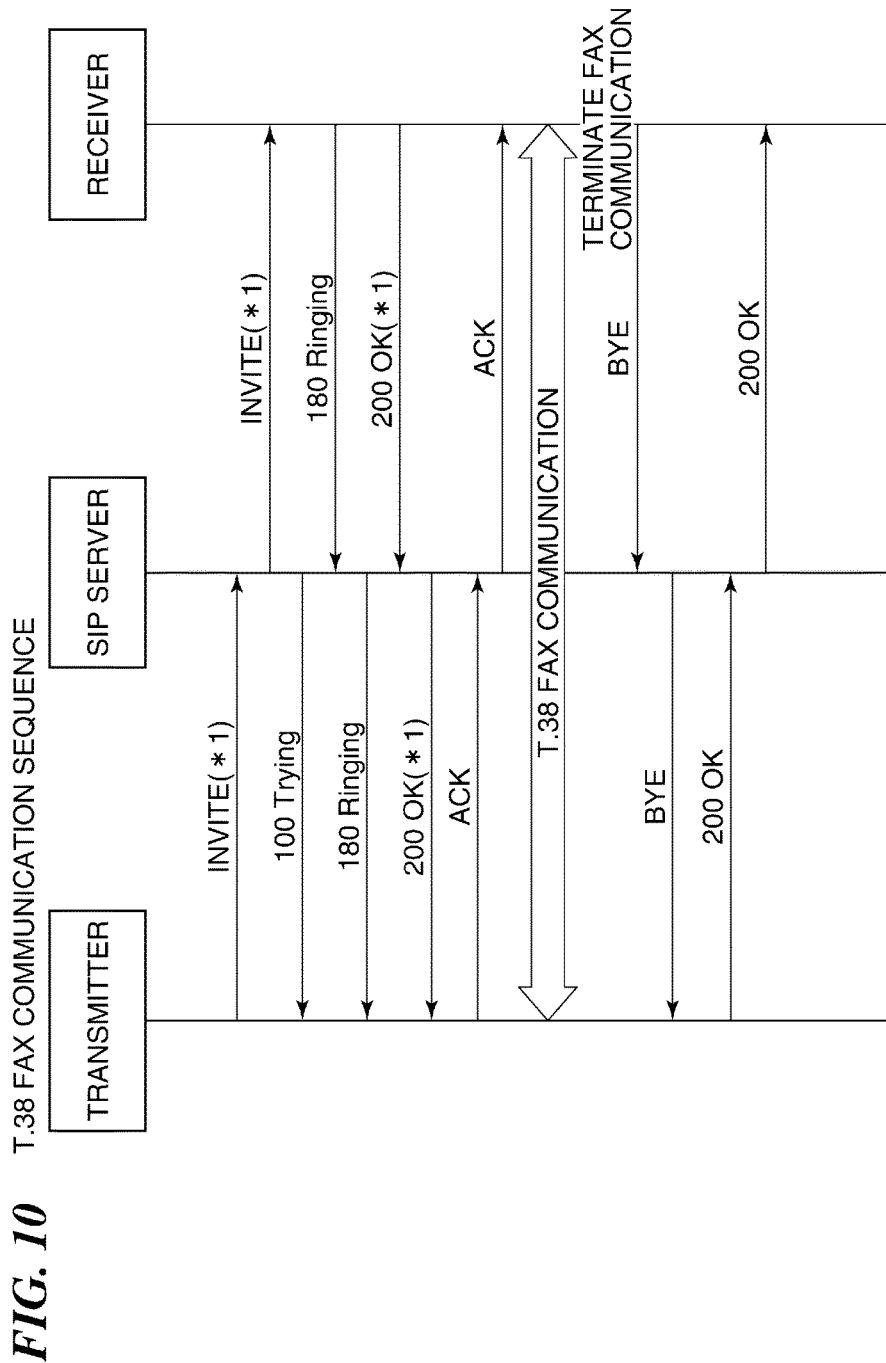 FIG. 10
T.38 FAX COMMUNICATION SEQUENCE
TRANSMITTER
SIP SERVER
RECEIVER
INVITE(*1)
INVITE(*1)
100 Trying
180 Ringing
180 Ringing
200 OK(*1)
200 OK(*1)
ACK
ACK
T.38 FAX COMMUNICATION
TERMINATE FAX
COMMUNICATION
BYE
BYE
200 OK
200 OK